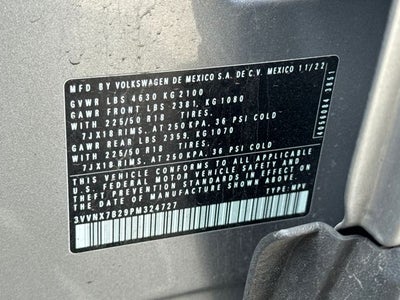 MFD. BY VOLKSWAGEN DE MEXICO S.A. DE C.V. MEXICO 11/22
GVWR LBS 4630 KG 2100
GAWR FRONT LBS 2381, KG 1080
WITH 225/50 R18 TIRES.
7JX18 RIMS, AT 250 KPA, 36 PSI COLD
GAWR REAR LBS 2359, KG 1070
WITH 225/50 R18 TIRES.
7JX18 RIMS, AT 250 KPA, 36 PSI COLD
THIS VEHICLE CONFORMS TO ALL APPLICABLE
U.S. FEDERAL MOTOR VEHICLE SAFETY AND
THEFT PREVENTION STANDARDS IN EFFECT ON THE
DATE OF MANUFACTURE SHOWN ABOVE.
3VVNX7B29PM324727 TYPE: MPV
3851